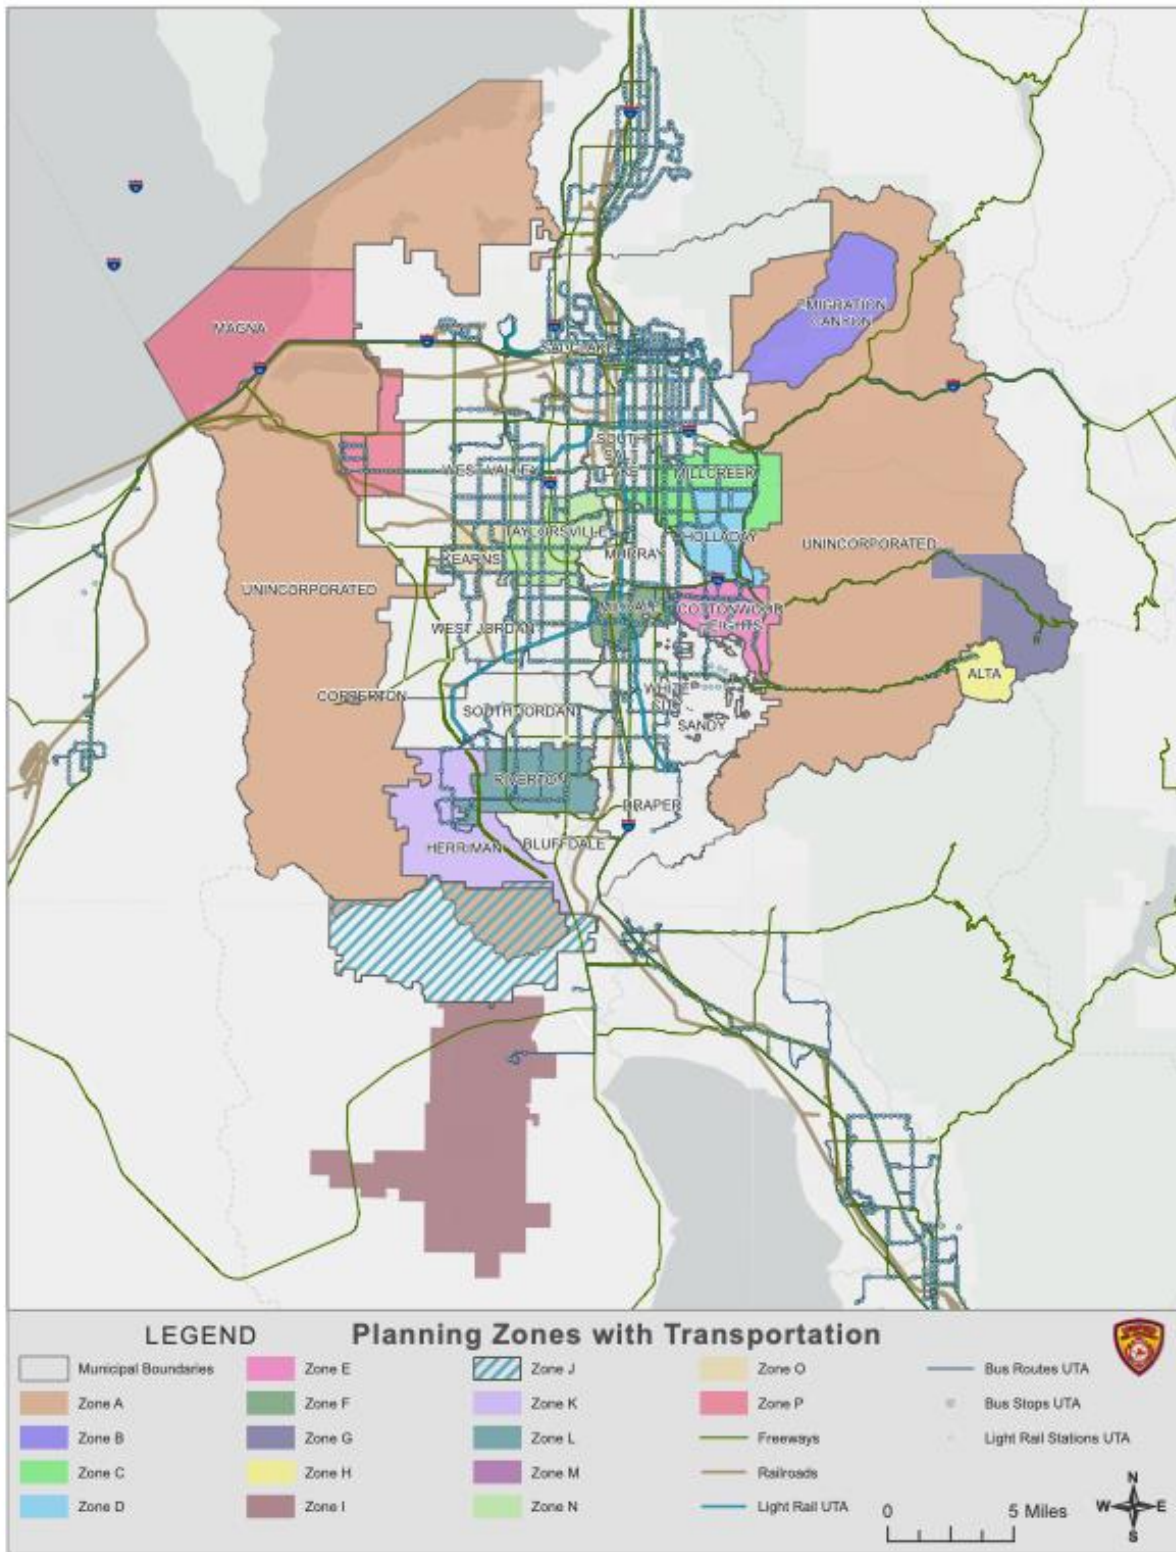 MAGNA
EMIGRATION
CANYON
SALT LAKE
SOUTH
SALT
LAKE
WEST VALLEY
MILLCREEK
TAYLORSVILLE
HOLLADAY
UNINCORPORATED
KEARNS
MURRAY
UNINCORPORATED
MIDVALE
COTTONWOOD
HEIGHTS
WEST JORDAN
ALTA
COPPERTON
WHITE
SOUTH JORDAN
SANDY
RIVERTON
DRAPER
HERRIMAN
BLUFFDALE
LEGEND
Planning Zones with Transportation
Municipal Boundaries
Zone A
Zone B
Zone C
Zone D
Zone E
Zone F
Zone G
Zone H
Zone I
Zone J
Zone K
Zone L
Zone M
Zone N
Zone O
Zone P
Freeways
Railroads
Light Rail UTA
Bus Routes UTA
Bus Stops UTA
Light Rail Stations UTA
0 5 Miles
N
W E
S